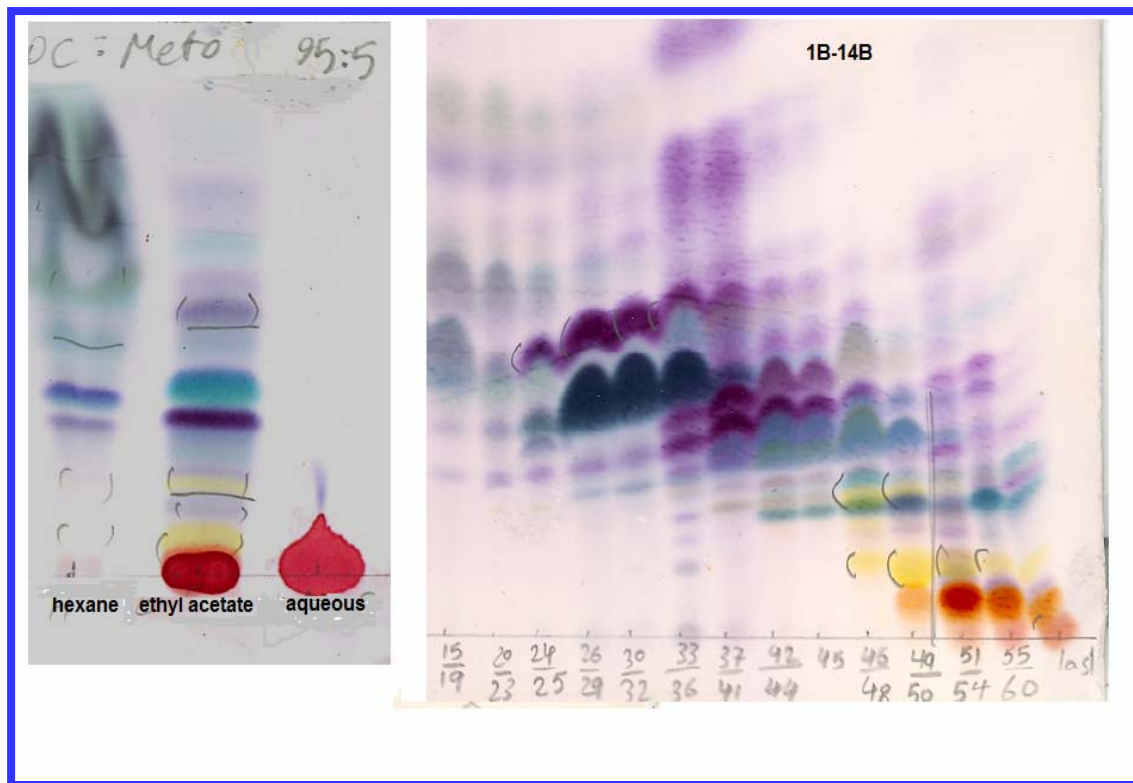 DC : Meto 95:5
hexane ethyl acetate aqueous
1B-14B
15 20 24 26 30 33 37 42 45 46 49 51 55 last
19 23 25 29 32 36 41 44 48 50 54 60